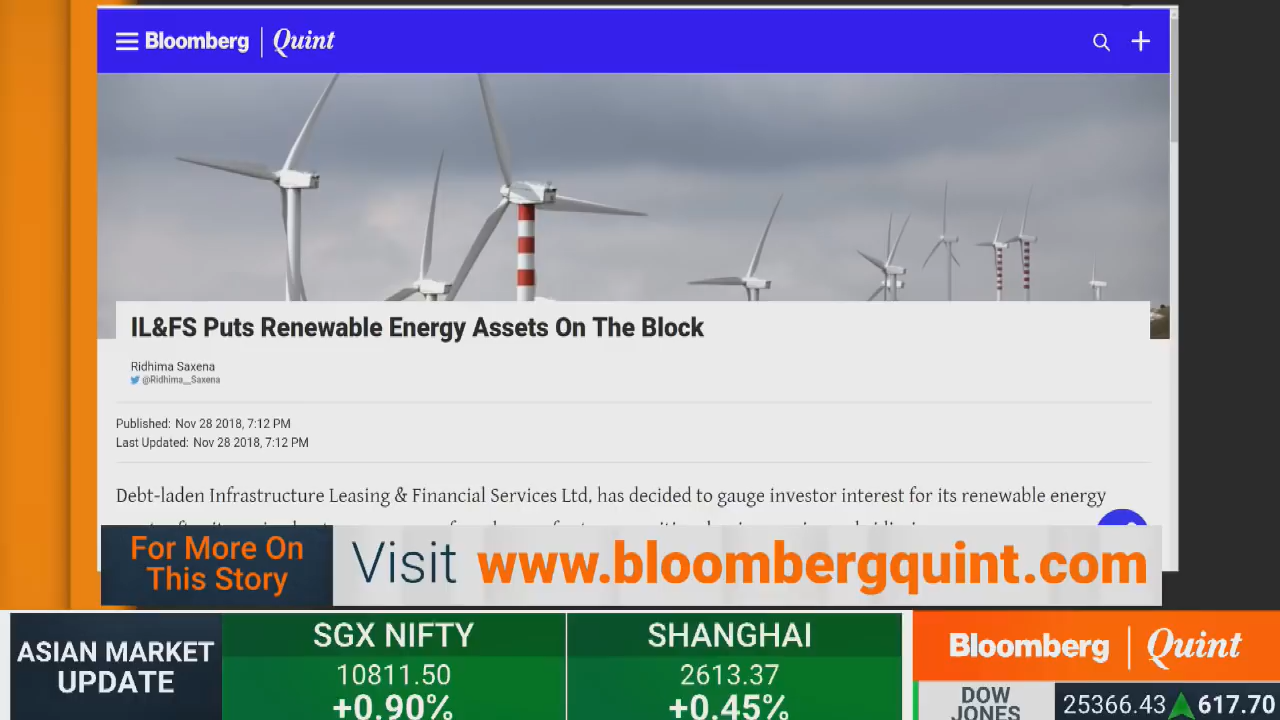 Bloomberg | Quint
IL&FS Puts Renewable Energy Assets On The Block
Ridhima Saxena
@Ridhima__Saxena
Published: Nov 28 2018, 7:12 PM
Last Updated: Nov 28 2018, 7:12 PM
Debt-laden Infrastructure Leasing & Financial Services Ltd. has decided to gauge investor interest for its renewable energy
For More On
This Story
Visit www.bloombergquint.com
ASIAN MARKET
UPDATE
SGX NIFTY
10811.50
+0.90%
SHANGHAI
2613.37
+0.45%
Bloomberg | Quint
DOW
JONES
25366.43 617.70